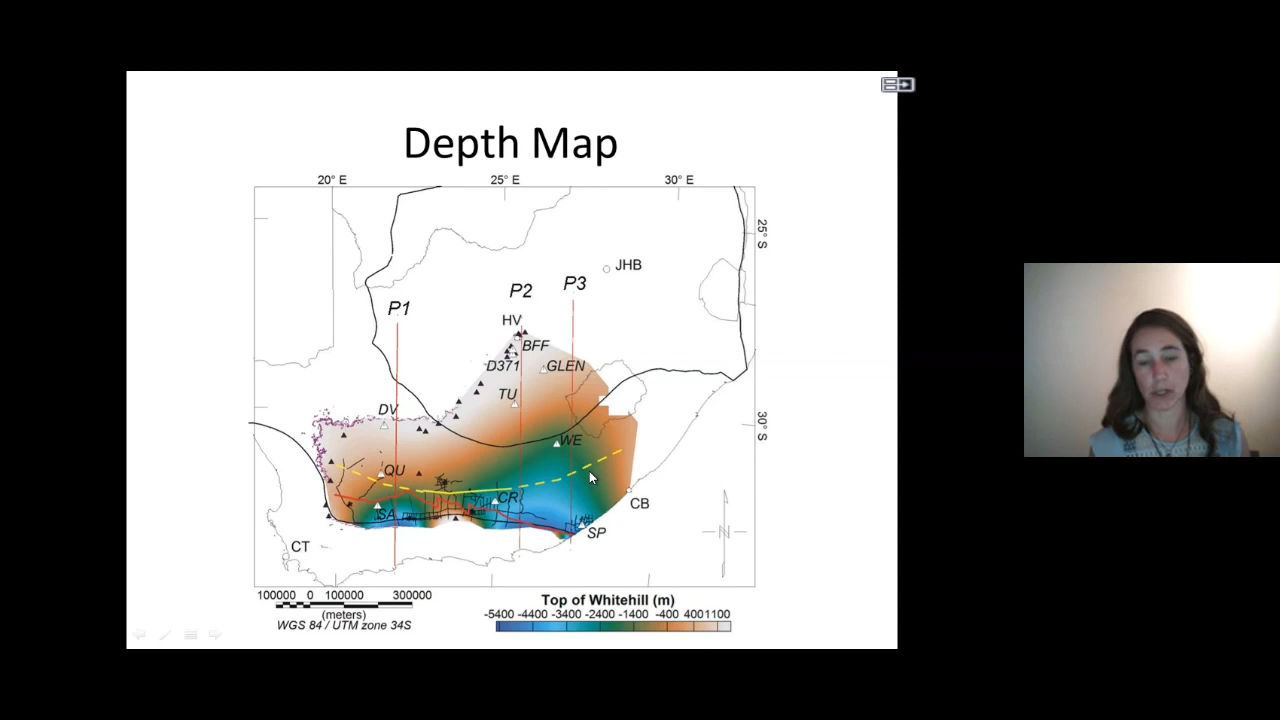 Depth Map
20° E 25° E 30° E
25° S
JHB
P1 P2 P3
HV
BFF
D371 GLEN
TU
DV
30° S
WE
QU
CR
CB
SA
SP
CT
N
100000 0 100000 300000
(meters)
WGS 84 / UTM zone 34S
Top of Whitehill (m)
-5400 -4400 -3400 -2400 -1400 -400 400 1100